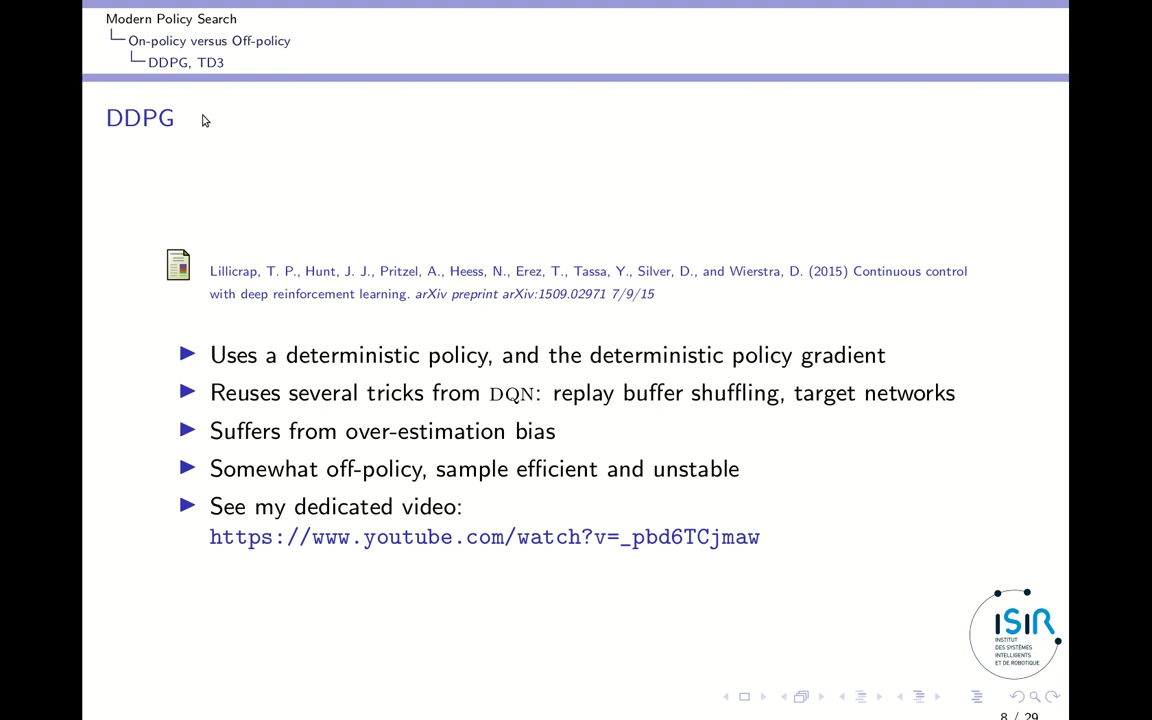 Modern Policy Search
On-policy versus Off-policy
DDPG, TD3
DDPG
Lillicrap, T. P., Hunt, J. J., Pritzel, A., Heess, N., Erez, T., Tassa, Y., Silver, D., and Wierstra, D. (2015) Continuous control
with deep reinforcement learning. arXiv preprint arXiv:1509.02971 7/9/15
Uses a deterministic policy, and the deterministic policy gradient
Reuses several tricks from DQN: replay buffer shuffling, target networks
Suffers from over-estimation bias
Somewhat off-policy, sample efficient and unstable
See my dedicated video:
https://www.youtube.com/watch?v=_pbd6TCjmaw
ISIR
INSTITUT
DES SYSTÈMES
INTELLIGENTS
ET DE ROBOTIQUE
8 / 29